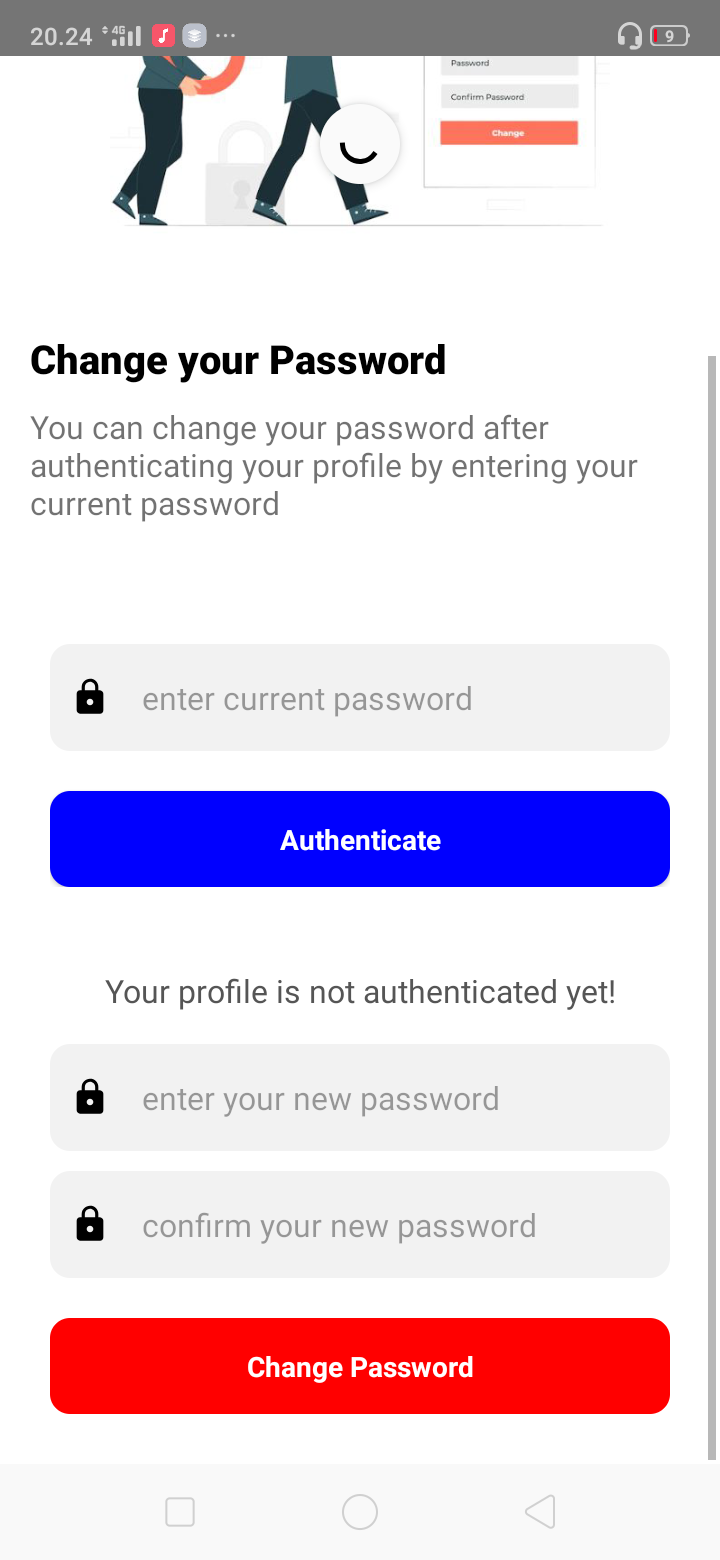 20.24 4G 9
Password
Confirm Password
Change
Change your Password
You can change your password after
authenticating your profile by entering your
current password
enter current password
Authenticate
Your profile is not authenticated yet!
enter your new password
confirm your new password
Change Password